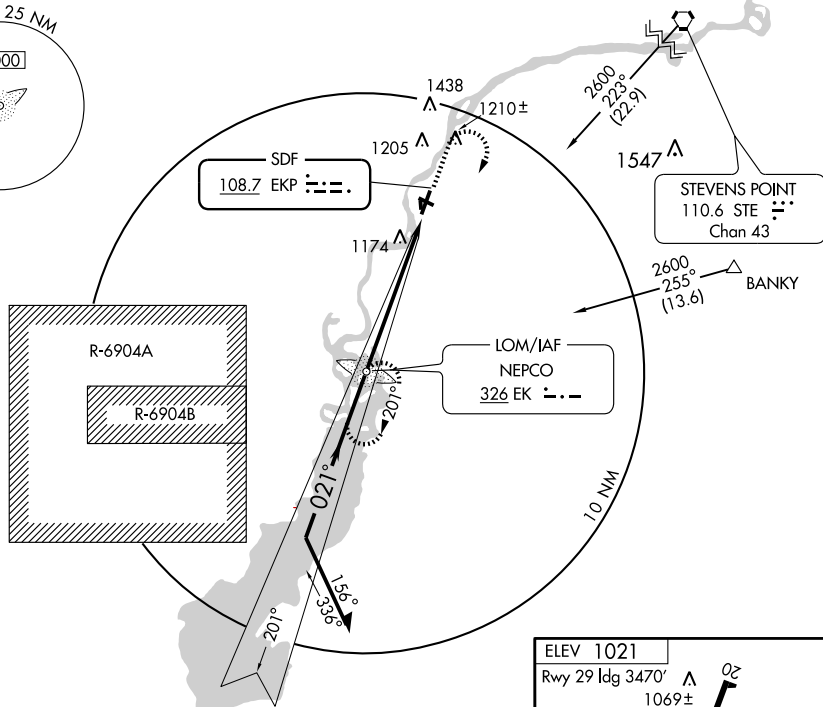 25 NM
1438
1210±
1205
2600
223°
(22.9)
1547
SDF
108.7 EKP
STEVENS POINT
110.6 STE
Chan 43
1174
2600
255°
(13.6)
BANKY
R-6904A
R-6904B
LOM/IAF
NEPCO
326 EK
201°
021°
10 NM
156°
336°
201°
ELEV 1021
Rwy 29 ldg 3470'
1069±
20